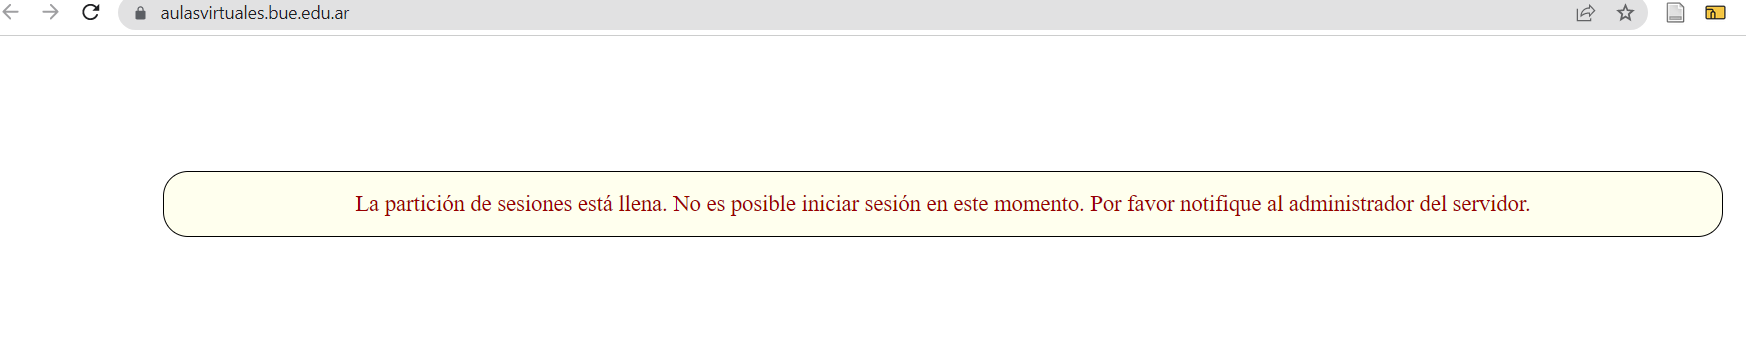 aulasvirtuales.bue.edu.ar
La partición de sesiones está llena. No es posible iniciar sesión en este momento. Por favor notifique al administrador del servidor.